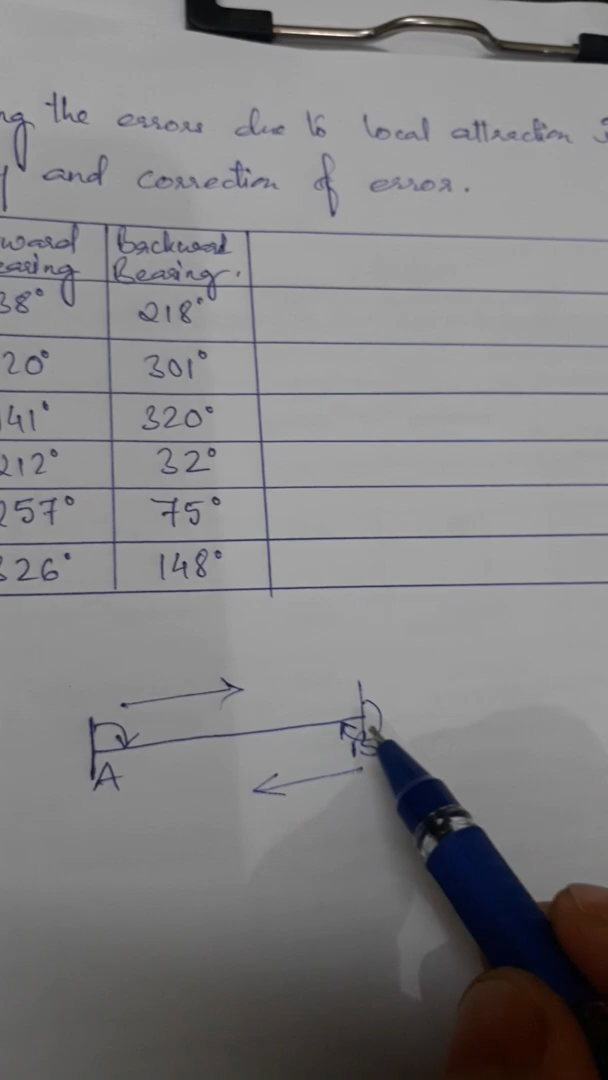 the errors due to local attraction
and correction of error.
Backward
Bearing.
38° 218°
20° 301°
141° 320°
212° 32°
257° 75°
326° 148°
A B